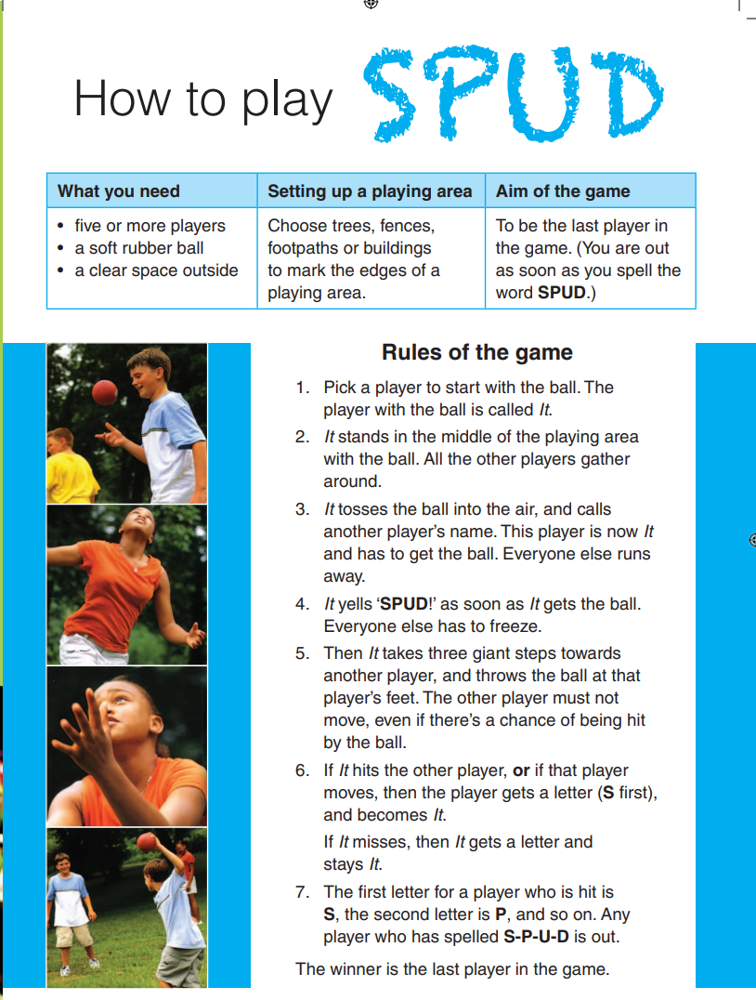 How to play SPUD
What you need
• five or more players
• a soft rubber ball
• a clear space outside
Setting up a playing area
Choose trees, fences,
footpaths or buildings
to mark the edges of a
playing area.
Aim of the game
To be the last player in
the game. (You are out
as soon as you spell the
word SPUD.)
Rules of the game
1. Pick a player to start with the ball. The
player with the ball is called It.
2. It stands in the middle of the playing area
with the ball. All the other players gather
around.
3. It tosses the ball into the air, and calls
another player's name. This player is now It
and has to get the ball. Everyone else runs
away.
4. It yells ‘SPUD!’ as soon as It gets the ball.
Everyone else has to freeze.
5. Then It takes three giant steps towards
another player, and throws the ball at that
player's feet. The other player must not
move, even if there's a chance of being hit
by the ball.
6. If It hits the other player, or if that player
moves, then the player gets a letter (S first),
and becomes It.
If It misses, then It gets a letter and
stays It.
7. The first letter for a player who is hit is
S, the second letter is P, and so on. Any
player who has spelled S-P-U-D is out.
The winner is the last player in the game.